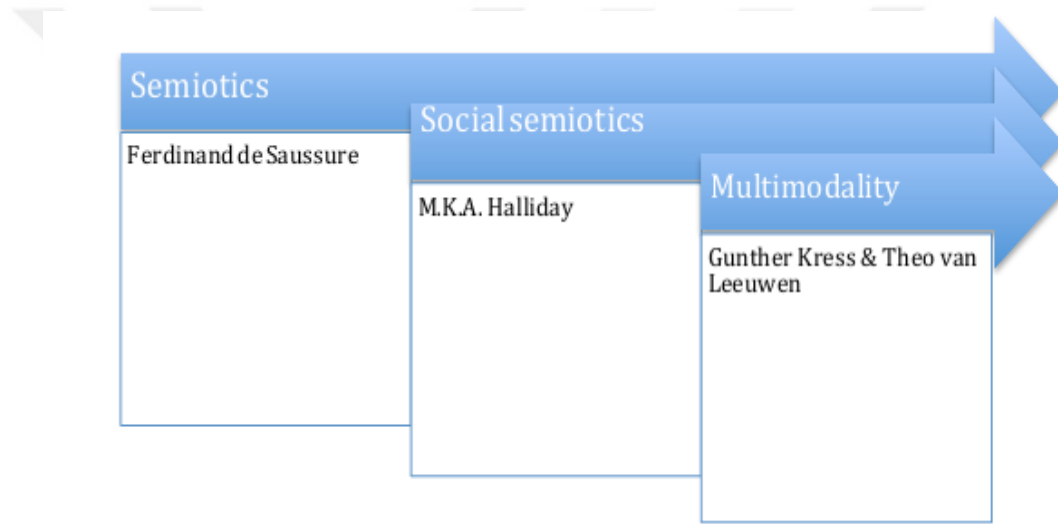 Semiotics
Ferdinand de Saussure
Social semiotics
M.K.A. Halliday
Multimodality
Gunther Kress & Theo van
Leeuwen